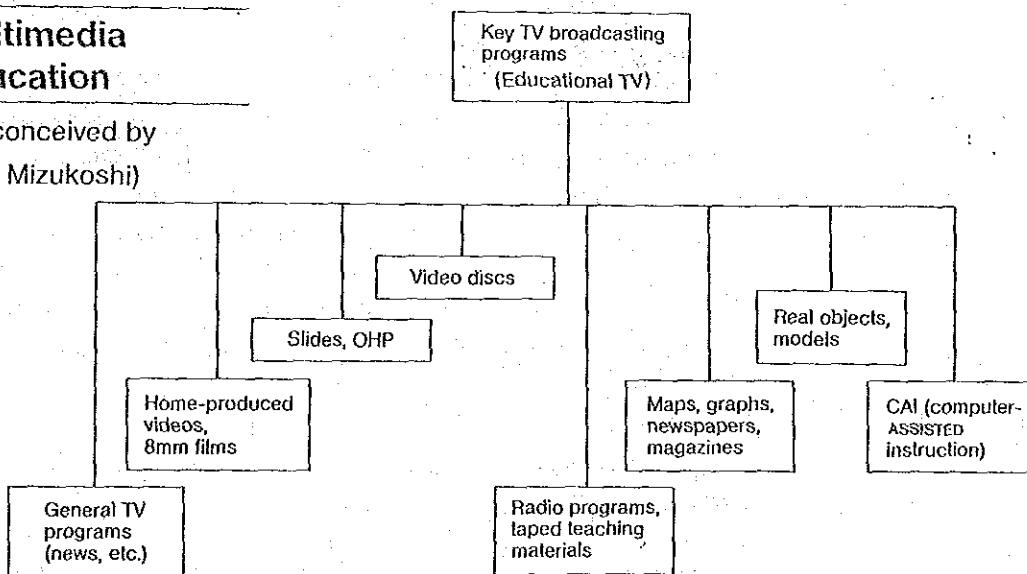 timedia
cation
conceived by
Mizukoshi)
Key TV broadcasting
programs
(Educational TV)
Video discs
Slides, OHP
Real objects,
models
Home-produced
videos,
8mm films
Maps, graphs,
newspapers,
magazines
CAI (computer-
ASSISTED
instruction)
General TV
programs
(news, etc.)
Radio programs,
taped teaching
materials